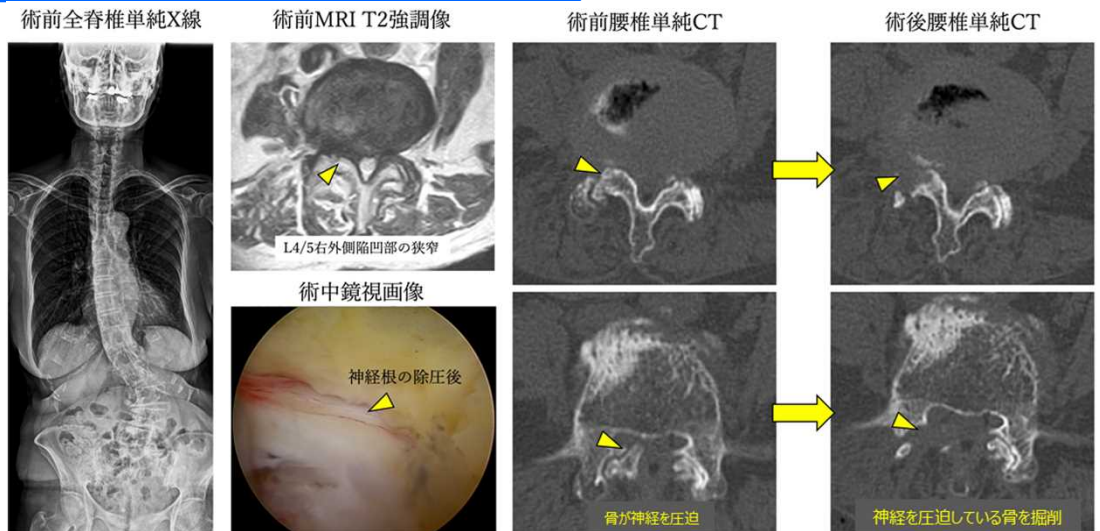 術前全脊椎単純X線
術前MRI T2強調像
術前腰椎単純CT
術後腰椎単純CT
L4/5右外側陥凹部の狭窄
術中鏡視画像
神経根の除圧後
骨が神経を圧迫
神経を圧迫している骨を掘削